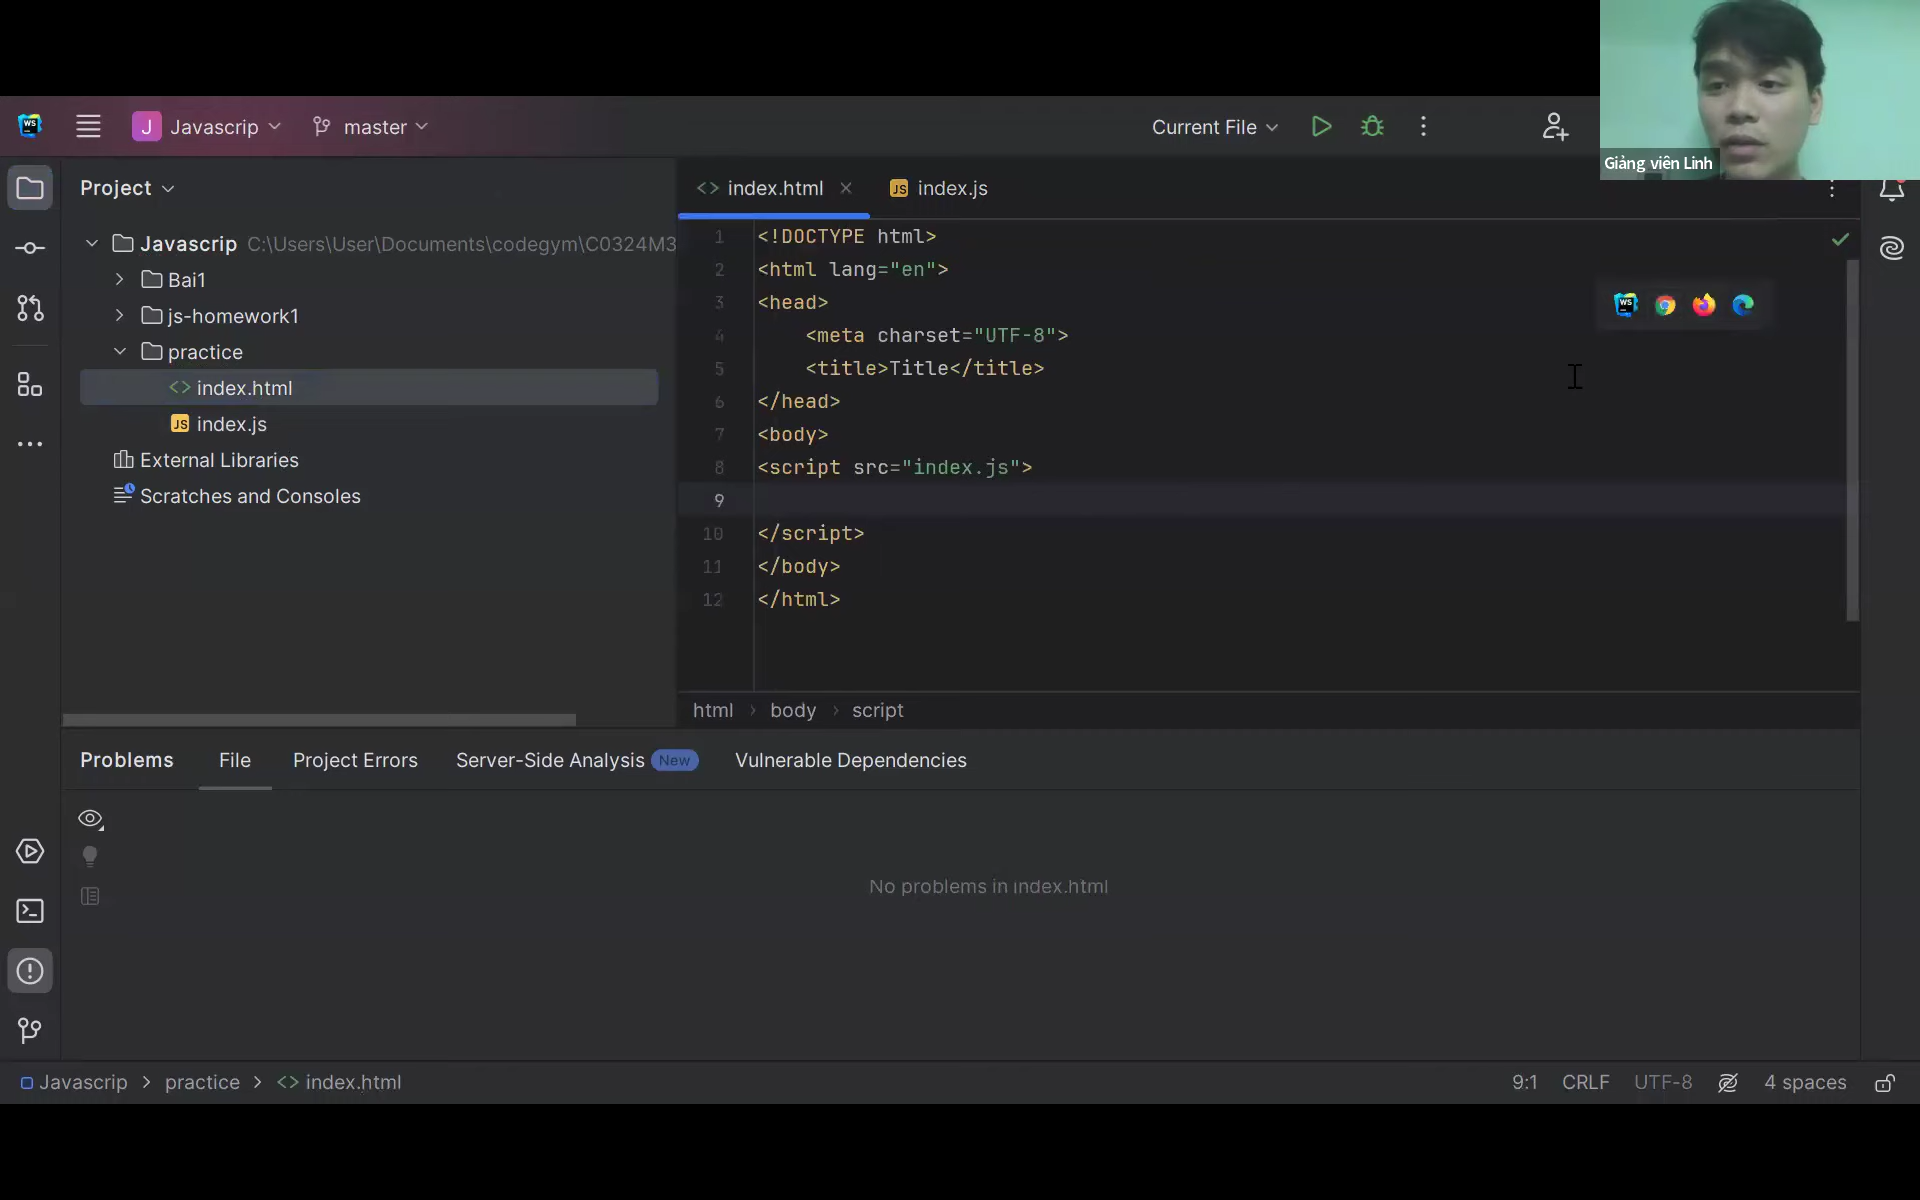 WS
J Javascrip
master
Current File
Giảng viên Linh
Project
index.html
JS index.js
Javascrip C:\Users\User\Documents\codegym\C0324M3
Bai1
js-homework1
practice
index.html
JS index.js
External Libraries
Scratches and Consoles
1 <!DOCTYPE html>
2 <html lang="en">
3 <head>
4 <meta charset="UTF-8">
5 <title>Title</title>
6 </head>
7 <body>
8 <script src="index.js">
9
10 </script>
11 </body>
12 </html>
WS
html > body > script
Problems File Project Errors Server-Side Analysis New Vulnerable Dependencies
No problems in index.html
Javascrip > practice > index.html
9:1 CRLF UTF-8 4 spaces